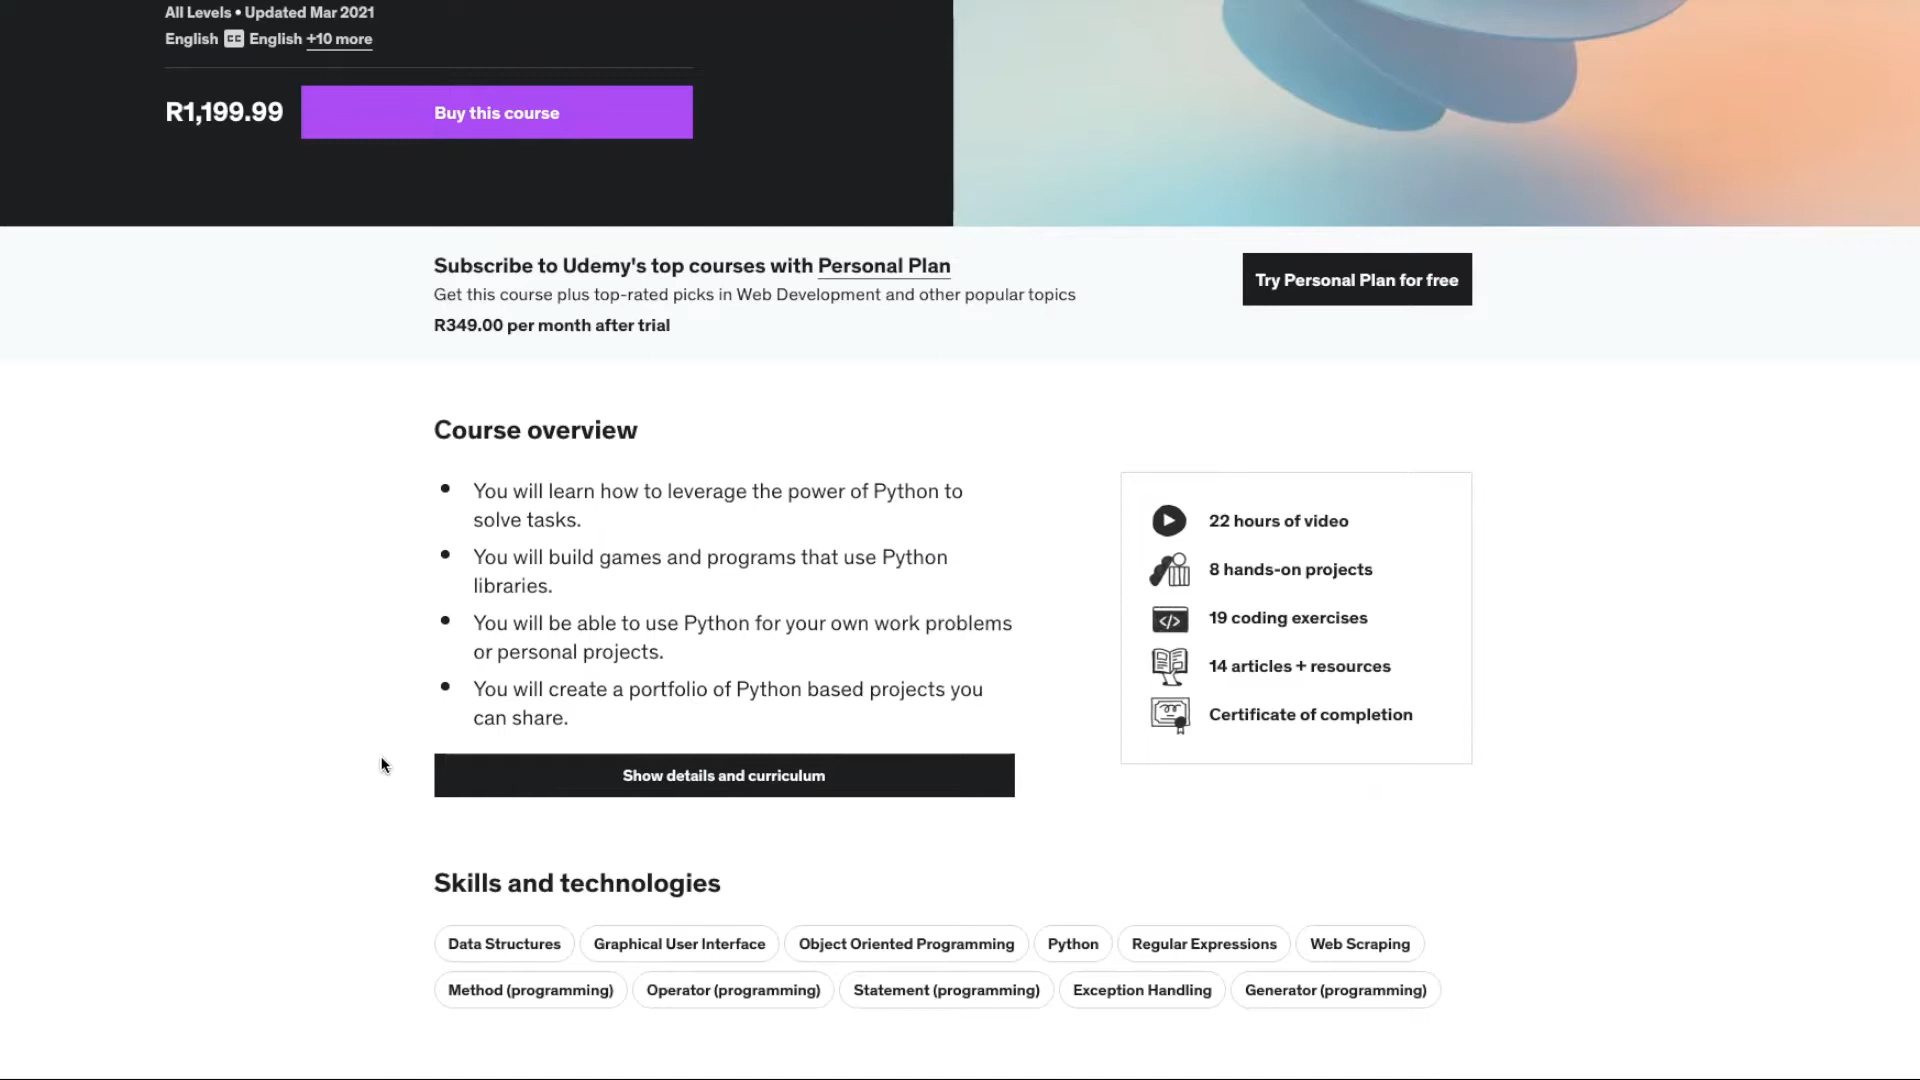 All Levels • Updated Mar 2021
English CC English +10 more
R1,199.99
Buy this course
Subscribe to Udemy's top courses with Personal Plan
Get this course plus top-rated picks in Web Development and other popular topics
R349.00 per month after trial
Try Personal Plan for free
Course overview
• You will learn how to leverage the power of Python to
solve tasks.
• You will build games and programs that use Python
libraries.
• You will be able to use Python for your own work problems
or personal projects.
• You will create a portfolio of Python based projects you
can share.
Show details and curriculum
22 hours of video
8 hands-on projects
</> 19 coding exercises
14 articles + resources
Certificate of completion
Skills and technologies
Data Structures Graphical User Interface Object Oriented Programming Python Regular Expressions Web Scraping
Method (programming) Operator (programming) Statement (programming) Exception Handling Generator (programming)